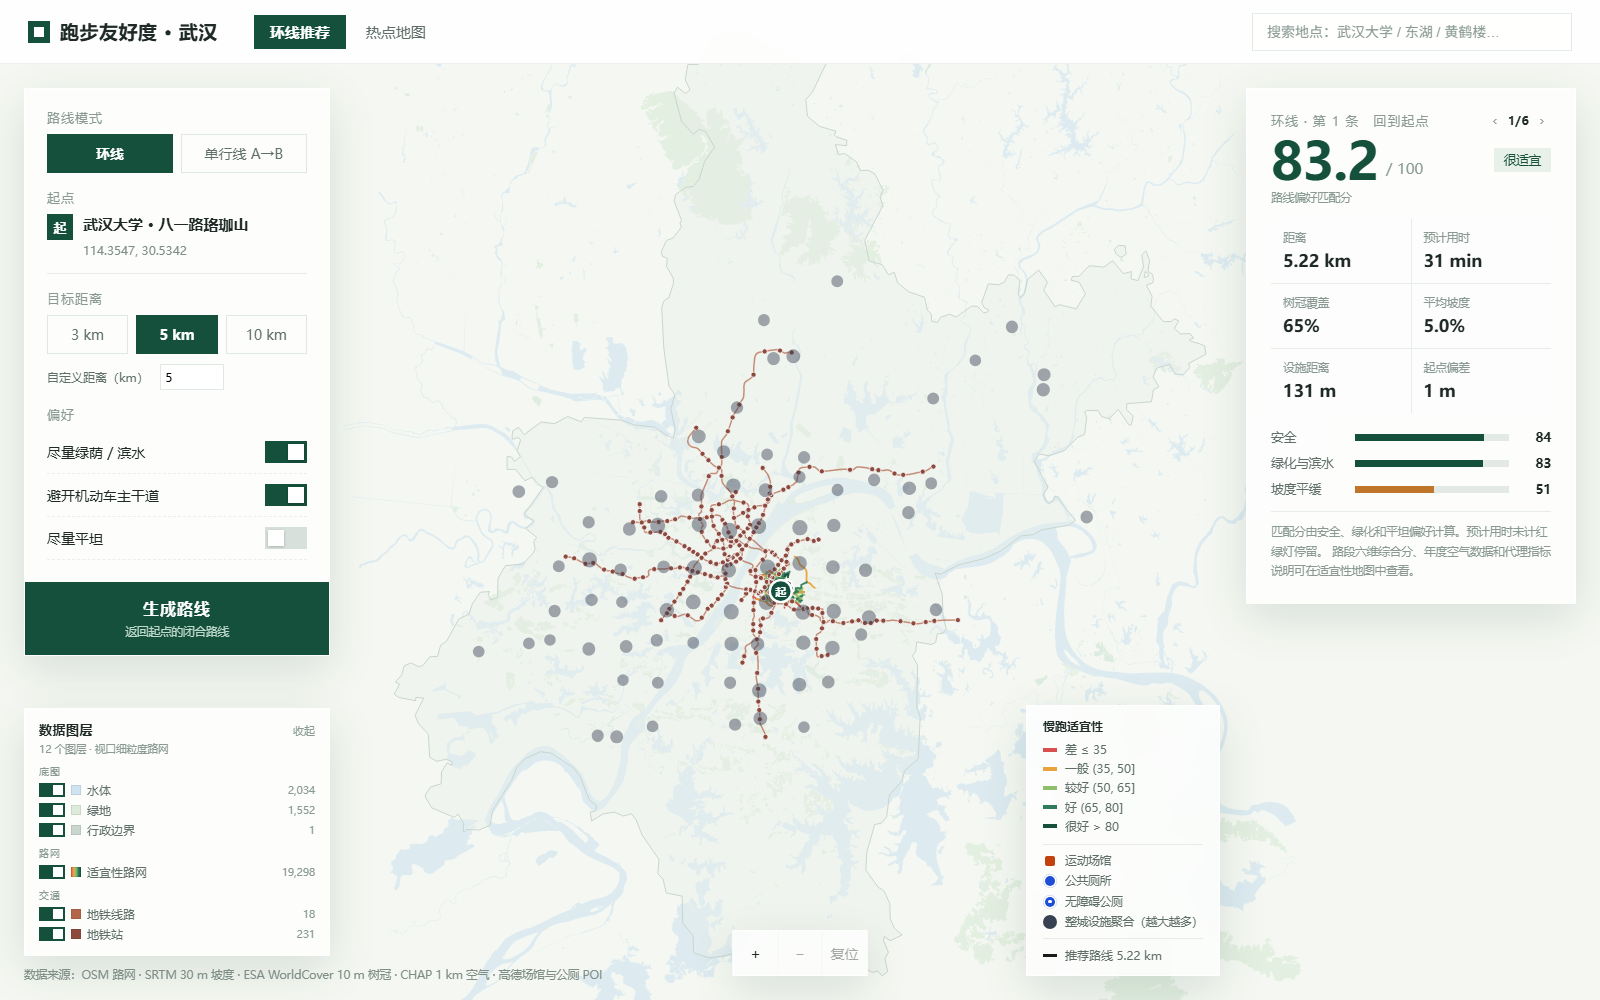 跑步友好度・武汉
环线推荐
热点地图
搜索地点：武汉大学 / 东湖 / 黄鹤楼...
路线模式
环线
单行线 A→B
起点
起
武汉大学・八一路珞珈山
114.3547, 30.5342
目标距离
3 km
5 km
10 km
自定义距离（km）
5
偏好
尽量绿荫 / 滨水
避开机动车主干道
尽量平坦
生成路线
返回起点的闭合路线
数据图层
收起
12 个图层 · 视口细粒度路网
底图
水体
2,034
绿地
1,552
行政边界
1
路网
适宜性路网
19,298
交通
地铁线路
18
地铁站
231
数据来源：OSM 路网 · SRTM 30 m 坡度 · ESA WorldCover 10 m 树冠 · CHAP 1 km 空气 · 高德场馆与公厕 POI
起
+
−
复位
环线 · 第 1 条
回到起点
‹
1/6
›
83.2
/ 100
很适宜
路线偏好匹配分
距离
5.22 km
预计用时
31 min
树冠覆盖
65%
平均坡度
5.0%
设施距离
131 m
起点偏差
1 m
安全
84
绿化与滨水
83
坡度平缓
51
匹配分由安全、绿化和平坦偏好计算。预计用时未计红
绿灯停留。 路段六维综合分、年度空气数据和代理指标
说明可在适宜性地图中查看。
慢跑适宜性
差 ≤ 35
一般 (35, 50]
较好 (50, 65]
好 (65, 80]
很好 > 80
运动场馆
公共厕所
无障碍公厕
整城设施聚合（越大越多）
推荐路线 5.22 km